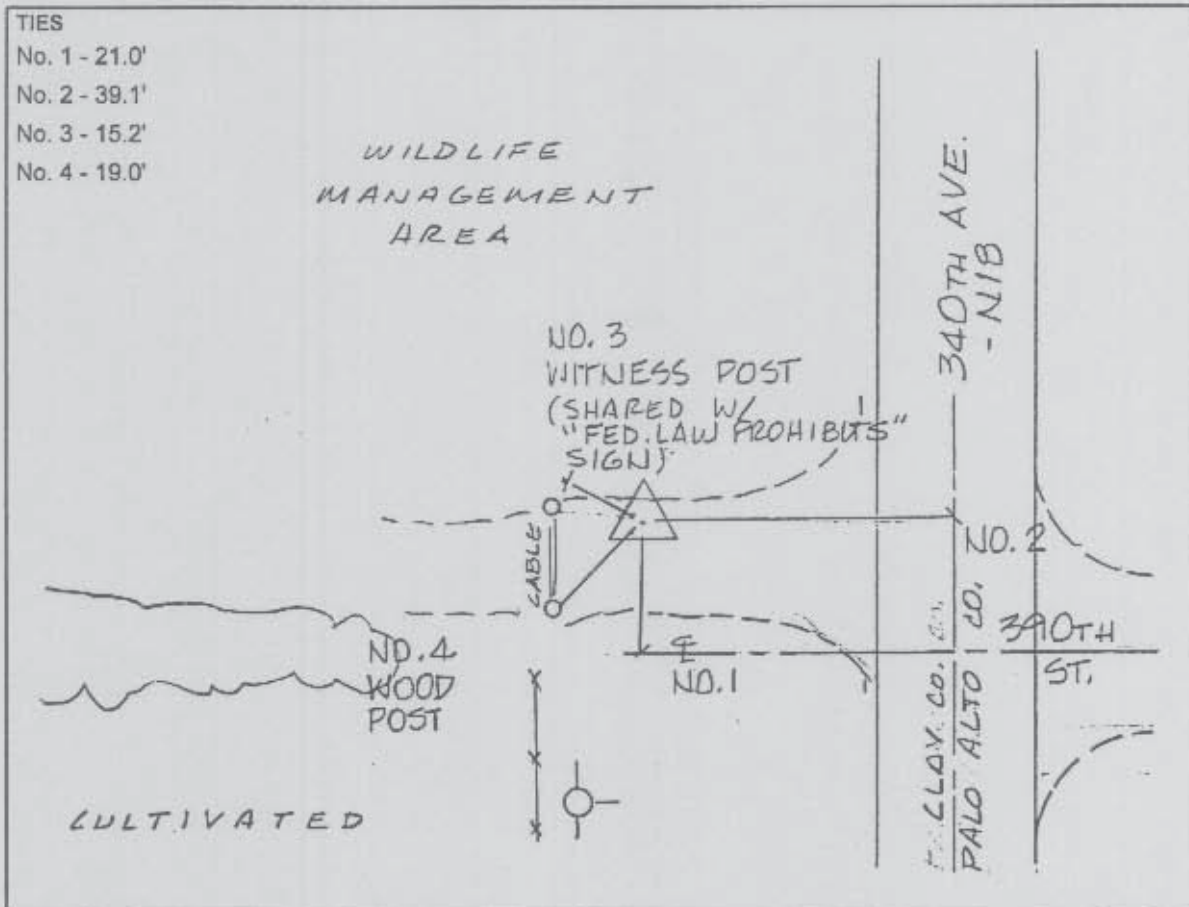 TIES
No. 1 - 21.0'
No. 2 - 39.1'
No. 3 - 15.2'
No. 4 - 19.0'
WILDLIFE
MANAGEMENT
AREA
340TH AVE.
- N18
NO. 3
WITNESS POST
(SHARED W/
"FED. LAW PROHIBITS"
SIGN)
CABLE
NO. 2
NO. 4
WOOD
POST
℄
NO. 1
390TH
ST.
CLAY. CO.
PALO ALTO CO.
CULTIVATED